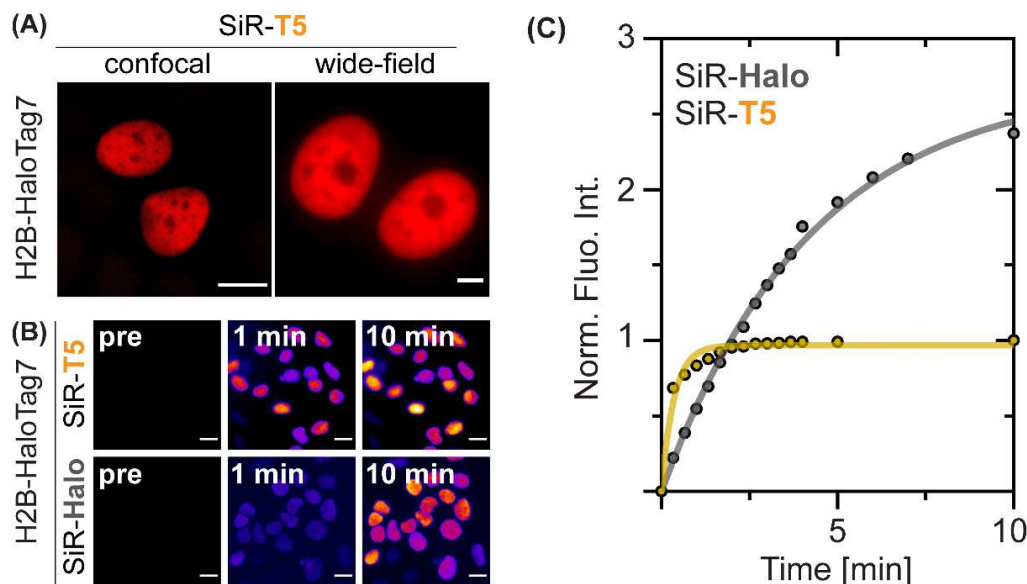 (A)
SiR-T5
confocal wide-field
H2B-HaloTag7
(B)
H2B-HaloTag7
SiR-T5
pre 1 min 10 min
SiR-Halo
pre 1 min 10 min
(C)
SiR-Halo
SiR-T5
Norm. Fluo. Int.
3
2
1
5 10
Time [min]